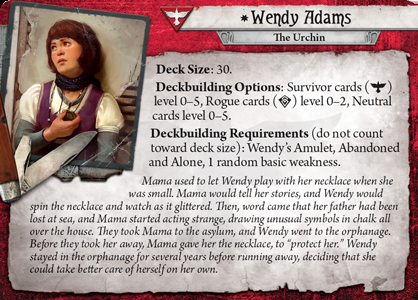 Wendy Adams
The Urchin
Deck Size: 30.
Deckbuilding Options: Survivor cards ( )
level 0–5, Rogue cards ( ) level 0–2, Neutral
cards level 0–5.
Deckbuilding Requirements (do not count
toward deck size): Wendy's Amulet, Abandoned
and Alone, 1 random basic weakness.
Mama used to let Wendy play with her necklace when she
was small. Mama would tell her stories, and Wendy would
spin the necklace and watch as it glittered. Then, word came that her father had been
lost at sea, and Mama started acting strange, drawing unusual symbols in chalk all
over the house. They took Mama to the asylum, and Wendy went to the orphanage.
Before they took her away, Mama gave her the necklace, to "protect her." Wendy
stayed in the orphanage for several years before running away, deciding that she
could take better care of herself on her own.